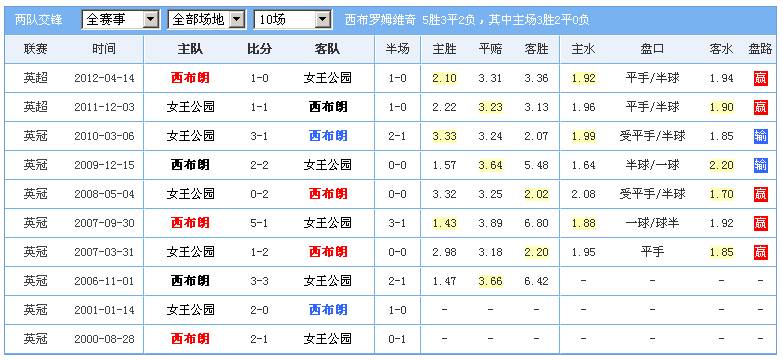 两队交锋 全赛事 全部场地 10场 西布罗姆维奇 5胜3平2负，其中主场3胜2平0负
联赛 时间 主队 比分 客队 半场 主胜 平赔 客胜 主水 盘口 客水 盘路
英超 2012-04-14 西布朗 1-0 女王公园 1-0 2.10 3.31 3.36 1.92 平手/半球 1.94 赢
英超 2011-12-03 女王公园 1-1 西布朗 1-0 2.22 3.23 3.13 1.96 平手/半球 1.90 赢
英冠 2010-03-06 女王公园 3-1 西布朗 2-1 3.33 3.24 2.07 1.99 受平手/半球 1.85 输
英冠 2009-12-15 西布朗 2-2 女王公园 0-0 1.57 3.64 5.48 1.64 半球/一球 2.20 输
英冠 2008-05-04 女王公园 0-2 西布朗 0-0 3.32 3.25 2.02 2.08 受平手/半球 1.70 赢
英冠 2007-09-30 西布朗 5-1 女王公园 3-1 1.43 3.89 6.80 1.88 一球/球半 1.92 赢
英冠 2007-03-31 女王公园 1-2 西布朗 0-0 2.98 3.18 2.20 1.95 平手 1.85 赢
英冠 2006-11-01 西布朗 3-3 女王公园 2-1 1.47 3.66 6.42 - - - -
英冠 2001-01-14 女王公园 2-0 西布朗 1-0 - - - - - - -
英冠 2000-08-28 西布朗 2-1 女王公园 0-1 - - - - - - -